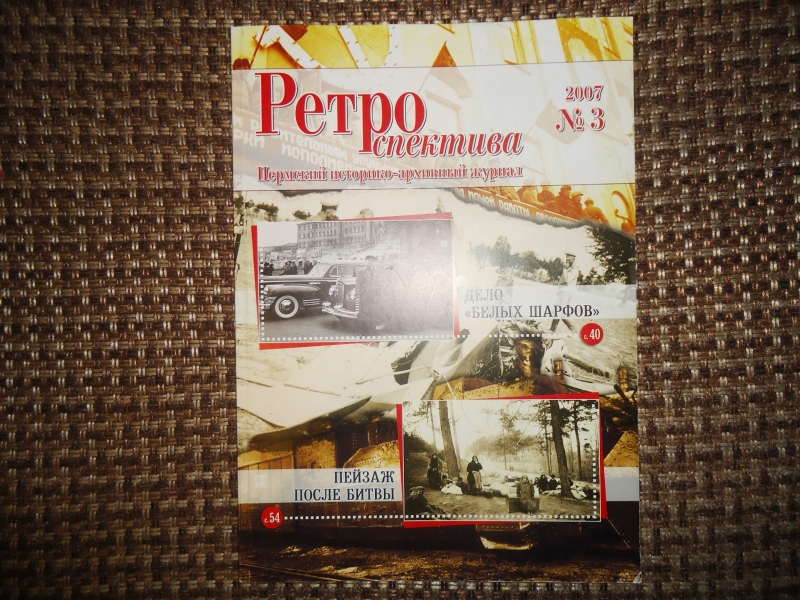 Ретро
спектива
2007
№ 3
Пермский историко-архивный журнал
ДЕЛО
«БЕЛЫХ ШАРФОВ»
с.40
ПЕЙЗАЖ
ПОСЛЕ БИТВЫ
с.54